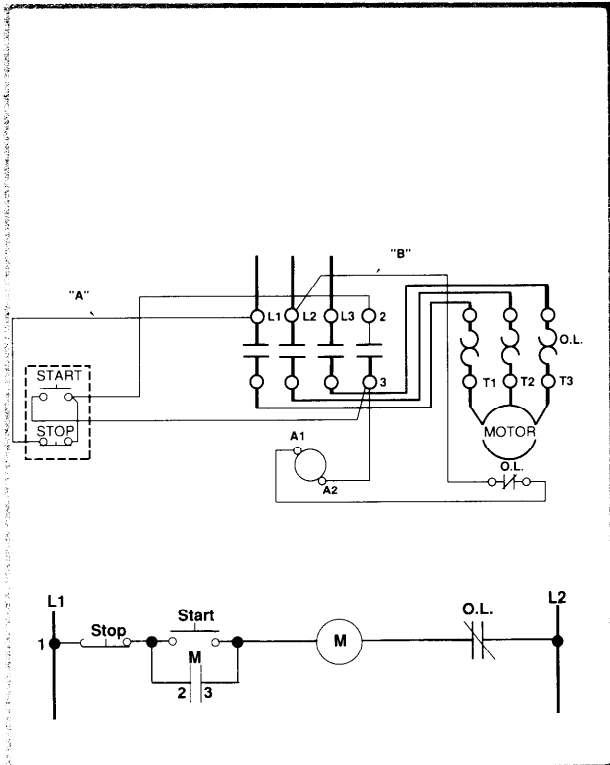 "B"
"A"
L1 L2 L3 2
O.L.
START
3 T1 T2 T3
STOP
MOTOR
A1
A2
O.L.
L1 L2
Start O.L.
1 Stop
M M
2 3